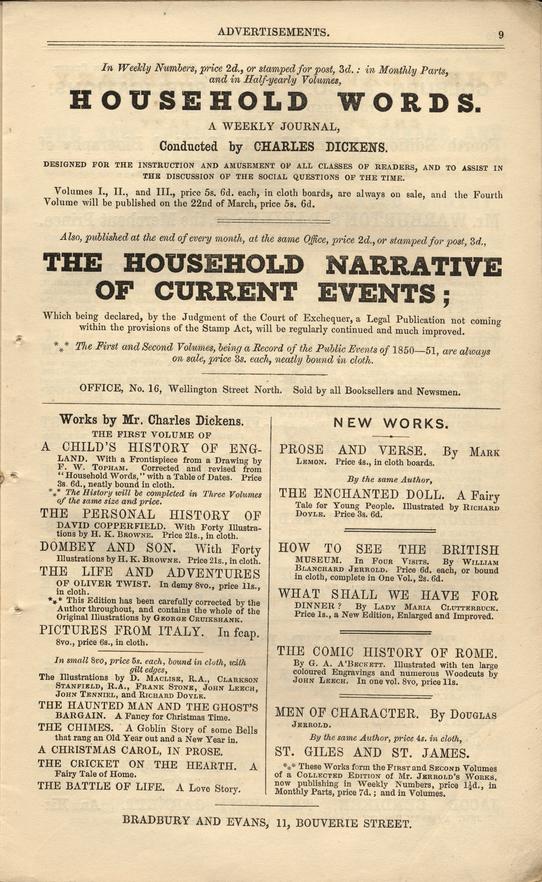 ADVERTISEMENTS. 9
In Weekly Numbers, price 2d., or stamped for post, 3d.: in Monthly Parts,
and in Half-yearly Volumes,
HOUSEHOLD WORDS.
A WEEKLY JOURNAL,
Conducted by CHARLES DICKENS.
DESIGNED FOR THE INSTRUCTION AND AMUSEMENT OF ALL CLASSES OF READERS, AND TO ASSIST IN
THE DISCUSSION OF THE SOCIAL QUESTIONS OF THE TIME.
Volumes I., II., and III., price 5s. 6d. each, in cloth boards, are always on sale, and the Fourth
Volume will be published on the 22nd of March, price 5s. 6d.
Also, published at the end of every month, at the same Office, price 2d., or stamped for post, 3d.,
THE HOUSEHOLD NARRATIVE
OF CURRENT EVENTS;
Which being declared, by the Judgment of the Court of Exchequer, a Legal Publication not coming
within the provisions of the Stamp Act, will be regularly continued and much improved.
*** The First and Second Volumes, being a Record of the Public Events of 1850—51, are always
on sale, price 3s. each, neatly bound in cloth.
OFFICE, No. 16, Wellington Street North. Sold by all Booksellers and Newsmen.
Works by Mr. Charles Dickens.
THE FIRST VOLUME OF
A CHILD'S HISTORY OF ENG-
LAND. With a Frontispiece from a Drawing by
F. W. TOPHAM. Corrected and revised from
"Household Words," with a Table of Dates. Price
3s. 6d., neatly bound in cloth.
*** The History will be completed in Three Volumes
of the same size and price.
THE PERSONAL HISTORY OF
DAVID COPPERFIELD. With Forty Illustra-
tions by H. K. BROWNE. Price 21s., in cloth.
DOMBEY AND SON. With Forty
Illustrations by H. K. BROWNE. Price 21s., in cloth.
THE LIFE AND ADVENTURES
OF OLIVER TWIST. In demy 8vo., price 11s.,
in cloth.
*** This Edition has been carefully corrected by the
Author throughout, and contains the whole of the
Original Illustrations by GEORGE CRUIKSHANK.
PICTURES FROM ITALY. In fcap.
8vo., price 6s., in cloth.
In small 8vo, price 5s. each, bound in cloth, with
gilt edges,
The Illustrations by D. MACLISE, R.A., CLARKSON
STANFIELD, R.A., FRANK STONE, JOHN LEECH,
JOHN TENNIEL, and RICHARD DOYLE.
THE HAUNTED MAN AND THE GHOST'S
BARGAIN. A Fancy for Christmas Time.
THE CHIMES. A Goblin Story of some Bells
that rang an Old Year out and a New Year in.
A CHRISTMAS CAROL, IN PROSE.
THE CRICKET ON THE HEARTH. A
Fairy Tale of Home.
THE BATTLE OF LIFE. A Love Story.
NEW WORKS.
PROSE AND VERSE. By MARK
LEMON. Price 4s., in cloth boards.
By the same Author,
THE ENCHANTED DOLL. A Fairy
Tale for Young People. Illustrated by RICHARD
DOYLE. Price 3s. 6d.
HOW TO SEE THE BRITISH
MUSEUM. IN FOUR VISITS. By WILLIAM
BLANCHARD JERROLD. Price 6d. each, or bound
in cloth, complete in One Vol., 2s. 6d.
WHAT SHALL WE HAVE FOR
DINNER? By LADY MARIA CLUTTERBUCK.
Price 1s., a New Edition, Enlarged and Improved.
THE COMIC HISTORY OF ROME.
By G. A. A'BECKETT. Illustrated with ten large
coloured Engravings and numerous Woodcuts by
JOHN LEECH. In one vol. 8vo, price 11s.
MEN OF CHARACTER. By DOUGLAS
JERROLD.
By the same Author, price 4s. in cloth,
ST. GILES AND ST. JAMES.
*** These Works form the FIRST and SECOND Volumes
of a COLLECTED EDITION OF MR. JERROLD'S WORKS,
now publishing in Weekly Numbers, price 1½d., in
Monthly Parts, price 7d.; and in Volumes.
BRADBURY AND EVANS, 11, BOUVERIE STREET.